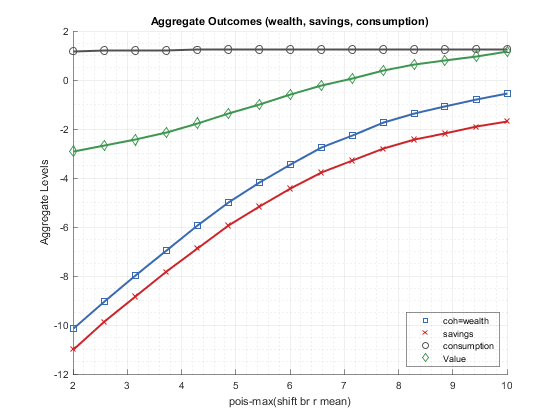 Aggregate Outcomes (wealth, savings, consumption)
2
0
-2
-4
-6
-8
-10
-12
Aggregate Levels
2 3 4 5 6 7 8 9 10
pois-max(shift br r mean)
coh=wealth
savings
consumption
Value